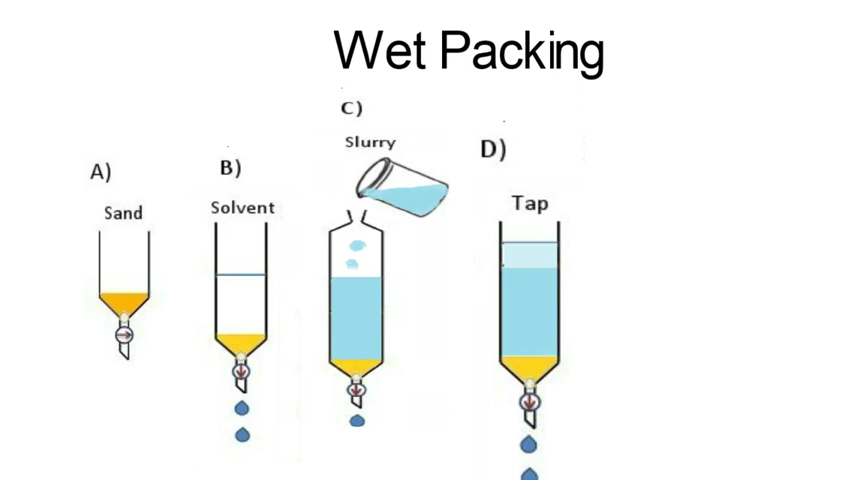 Wet Packing
A)
Sand
B)
Solvent
C)
Slurry
D)
Tap